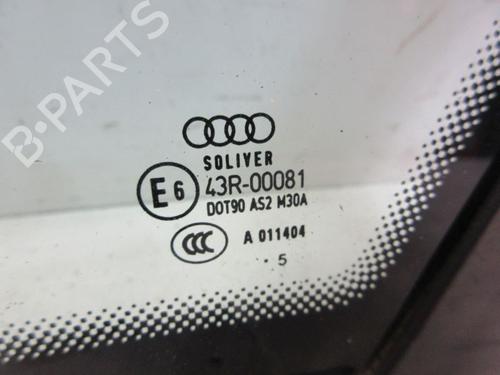 B-PARTS
SOLIVER
E6 43R-00081
DOT90 AS2 M30A
CCC A 011404
. 5